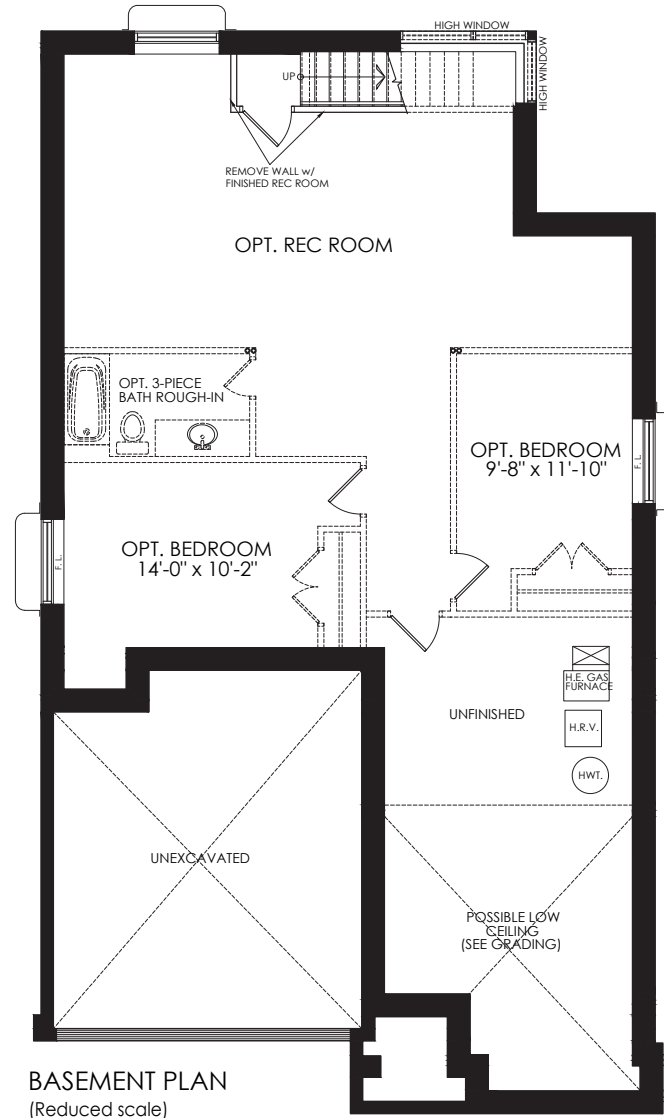 HIGH WINDOW
HIGH WINDOW
UP
REMOVE WALL w/
FINISHED REC ROOM
OPT. REC ROOM
OPT. 3-PIECE
BATH ROUGH-IN
OPT. BEDROOM
9'-8" x 11'-10"
F. L.
OPT. BEDROOM
14'-0" x 10'-2"
F. L.
H.E. GAS
FURNACE
UNFINISHED
H.R.V.
HWT.
UNEXCAVATED
POSSIBLE LOW
CEILING
(SEE GRADING)
BASEMENT PLAN
(Reduced scale)